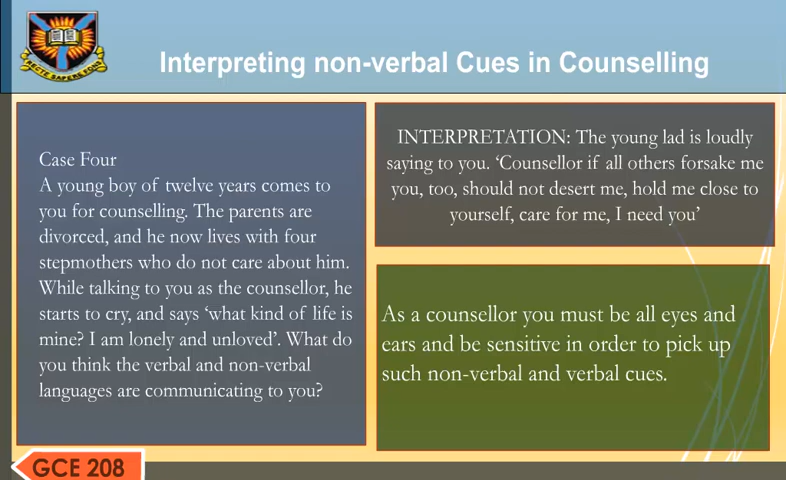 Interpreting non-verbal Cues in Counselling
Case Four
A young boy of twelve years comes to
you for counselling. The parents are
divorced, and he now lives with four
stepmothers who do not care about him.
While talking to you as the counsellor, he
starts to cry, and says ‘what kind of life is
mine? I am lonely and unloved’. What do
you think the verbal and non-verbal
languages are communicating to you?
INTERPRETATION: The young lad is loudly
saying to you. ‘Counsellor if all others forsake me
you, too, should not desert me, hold me close to
yourself, care for me, I need you’
As a counsellor you must be all eyes and
ears and be sensitive in order to pick up
such non-verbal and verbal cues.
GCE 208